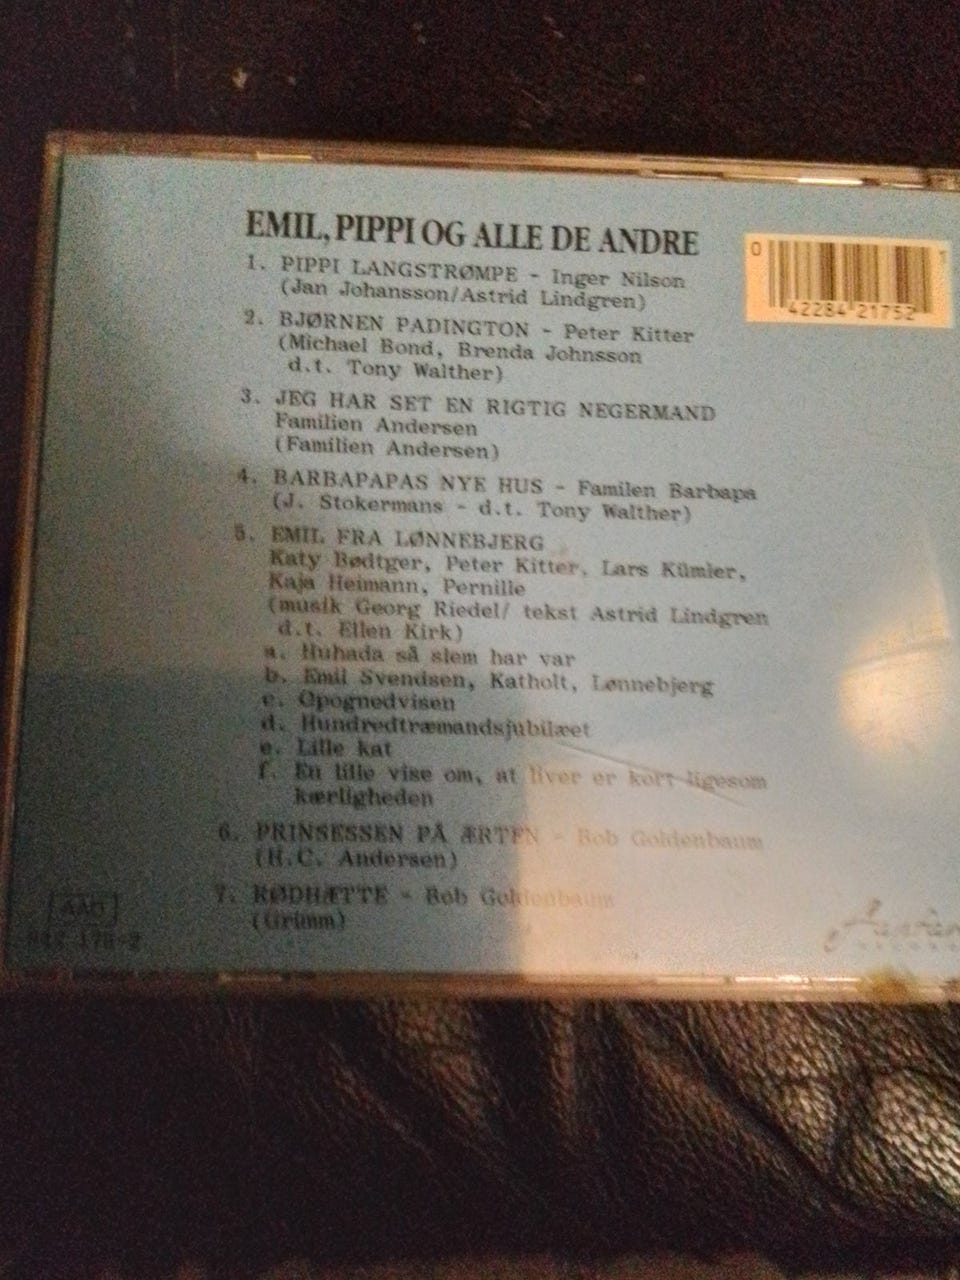 EMIL, PIPPI OG ALLE DE ANDRE
0 42284 21752 1
1. PIPPI LANGSTRØMPE - Inger Nilson
(Jan Johansson/Astrid Lindgren)
2. BJØRNEN PADINGTON - Peter Kitter
(Michael Bond, Brenda Johnsson
d.t. Tony Walther)
3. JEG HAR SET EN RIGTIG NEGERMAND
Familien Andersen
(Familien Andersen)
4. BARBAPAPAS NYE HUS - Familen Barbapa
(J. Stokermans - d.t. Tony Walther)
5. EMIL FRA LØNNEBJERG
Katy Bødtger, Peter Kitter, Lars Kümler,
Kaja Heimann, Pernille
(musik Georg Riedel/ tekst Astrid Lindgren
d.t. Ellen Kirk)
a. Huhada så slem har var
b. Emil Svendsen, Katholt, Lønnebjerg
c. Opognedvisen
d. Hundredtræmandsjubilæet
e. Lille kat
f. En lille vise om, at liver er kort ligesom
kærligheden
6. PRINSESSEN PÅ ÆRTEN - Bob Goldenbaum
(H.C. Andersen)
7. RØDHÆTTE - Bob Goldenbaum
(Grimm)
AAD